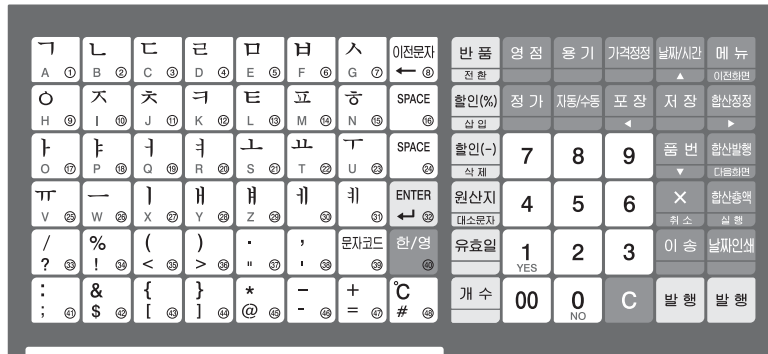 ㄱ ㄴ ㄷ ㄹ ㅁ ㅂ ㅅ 이전문자
A ① B ② C ③ D ④ E ⑤ F ⑥ G ⑦ ← ⑧
ㅇ ㅈ ㅊ ㅋ ㅌ ㅍ ㅎ SPACE
H ⑨ I ⑩ J ⑪ K ⑫ L ⑬ M ⑭ N ⑮ ⑯
ㅏ ㅑ ㅓ ㅕ ㅗ ㅛ ㅜ SPACE
O ⑰ P ⑱ Q ⑲ R ⑳ S ㉑ T ㉒ U ㉓ ㉔
ㅠ ㅡ ㅣ ㅐ ㅒ ㅔ ㅖ ENTER
V ㉕ W ㉖ X ㉗ Y ㉘ Z ㉙ ㉚ ㉛ ↵ ㉜
/ % ( ) . , 문자코드 한/영
? ㉝ ! ㉞ < ㉟ > ㊱ " ㊲ ' ㊳ ㊴ ㊵
: & { } * – + ℃
; ㊶ $ ㊷ [ ㊸ ] ㊹ @ ㊺ - ㊻ = ㊼ # ㊽
반 품 영 점 용 기 가격정정 날짜/시간 메 뉴
전 환 ▲ 이전화면
할인(%) 정 가 자동/수동 포 장 저 장 합산정정
삽 입 ◀ ▶
할인(-) 7 8 9 품 번 합산발행
삭 제 ▼ 다음화면
원산지 4 5 6 × 합산총액
대소문자 취 소 실 행
유효일 1 2 3 이 송 날짜인쇄
YES
개 수 00 0 C 발 행 발 행
NO